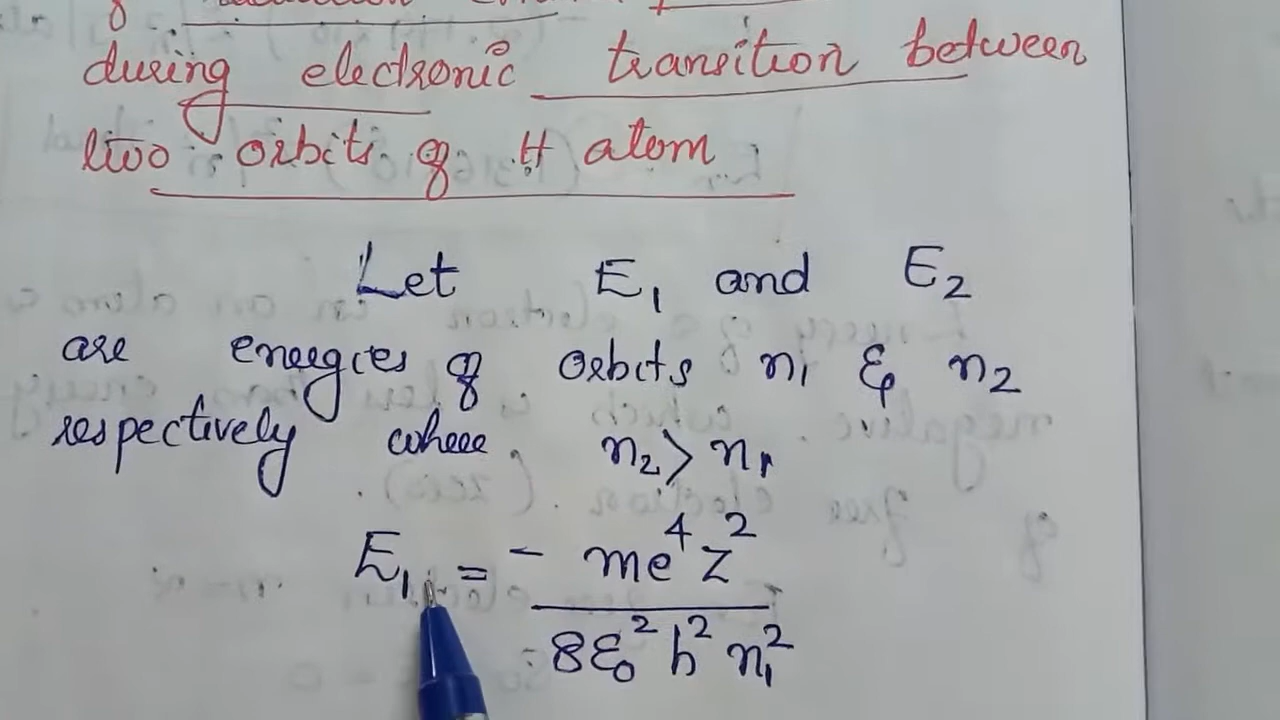 during electronic transition between
two orbits of H atom
Let E₁ and E₂
are energies of orbits n₁ & n₂
respectively where n₂ > n₁
E₁ = - me⁴z²
8ε₀²h²n₁²